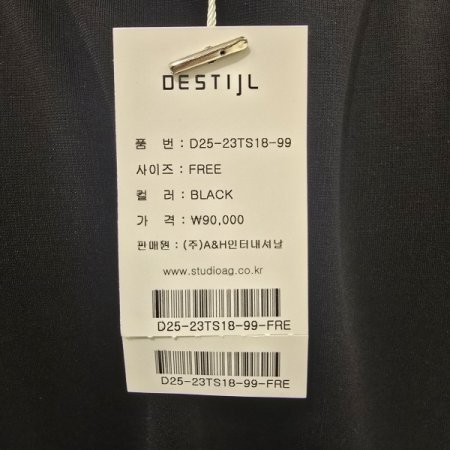 DESTIJL
품 번 : D25-23TS18-99
사이즈 : FREE
컬 러 : BLACK
가 격 : ₩90,000
판매원 : (주)A&H인터내셔날
www.studioag.co.kr
D25-23TS18-99-FRE
D25-23TS18-99-FRE